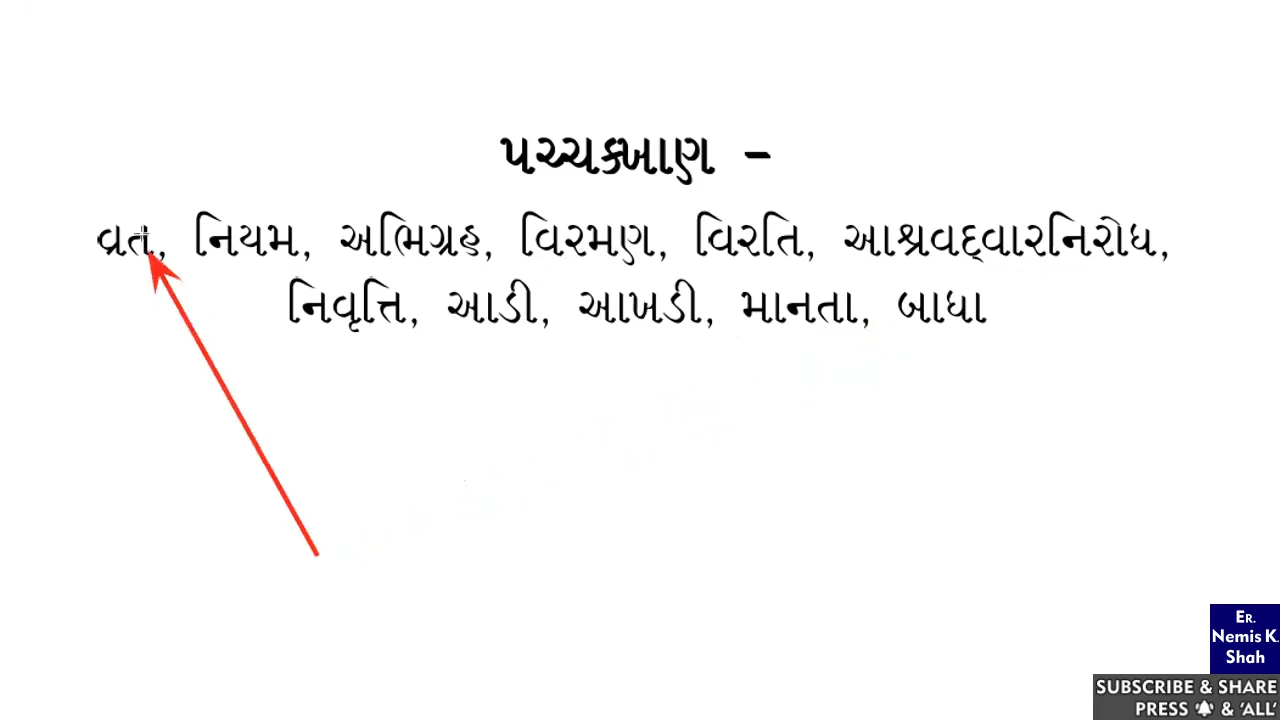 પચ્ચક્ખાણ –
વ્રત, નિયમ, અભિગ્રહ, વિરમણ, વિરતિ, આશ્રવદ્વારનિરોધ,
નિવૃત્તિ, આડી, આખડી, માનતા, બાધા
ER.
Nemis K.
Shah
SUBSCRIBE & SHARE
PRESS 🔔 & 'ALL'